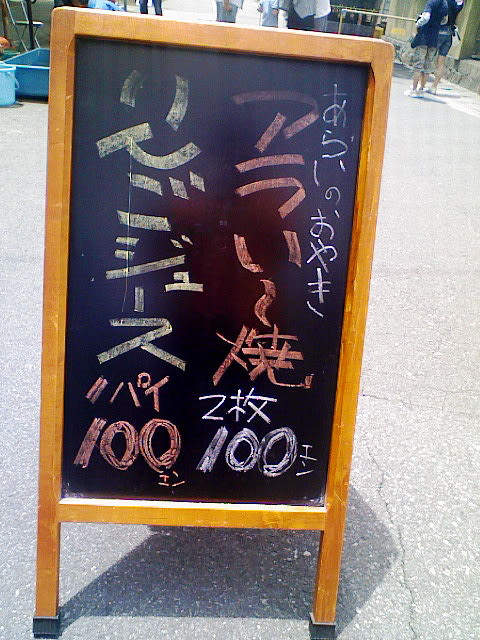 あらいの、おやき
アラい〜焼
2枚
100エン
りんごジュース
1パイ
100エン